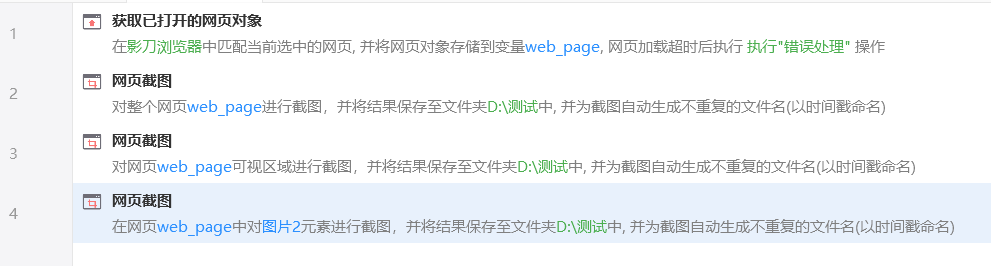 1
获取已打开的网页对象
在影刀浏览器中匹配当前选中的网页, 并将网页对象存储到变量web_page, 网页加载超时后执行 执行"错误处理" 操作
2
网页截图
对整个网页web_page进行截图，并将结果保存至文件夹D:\测试中, 并为截图自动生成不重复的文件名(以时间戳命名)
3
网页截图
对网页web_page可视区域进行截图，并将结果保存至文件夹D:\测试中, 并为截图自动生成不重复的文件名(以时间戳命名)
4
网页截图
在网页web_page中对图片2元素进行截图，并将结果保存至文件夹D:\测试中, 并为截图自动生成不重复的文件名(以时间戳命名)